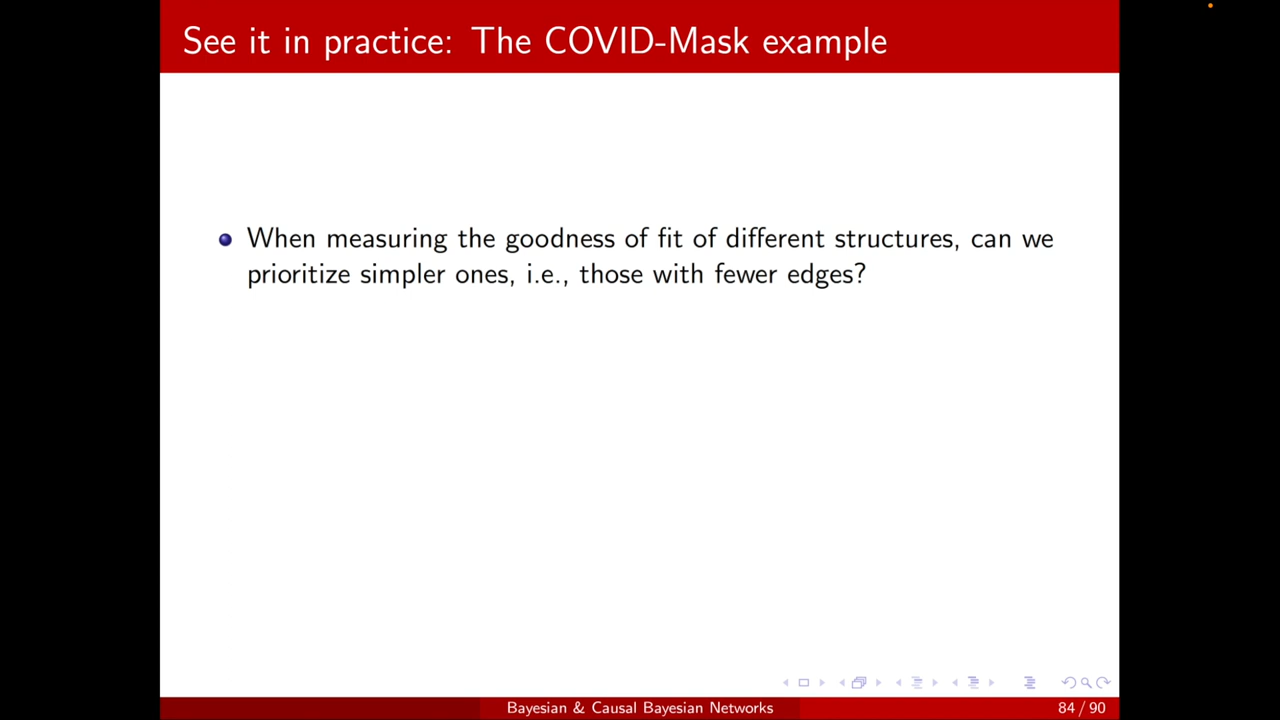 See it in practice: The COVID-Mask example
When measuring the goodness of fit of different structures, can we
prioritize simpler ones, i.e., those with fewer edges?
Bayesian & Causal Bayesian Networks
84 / 90